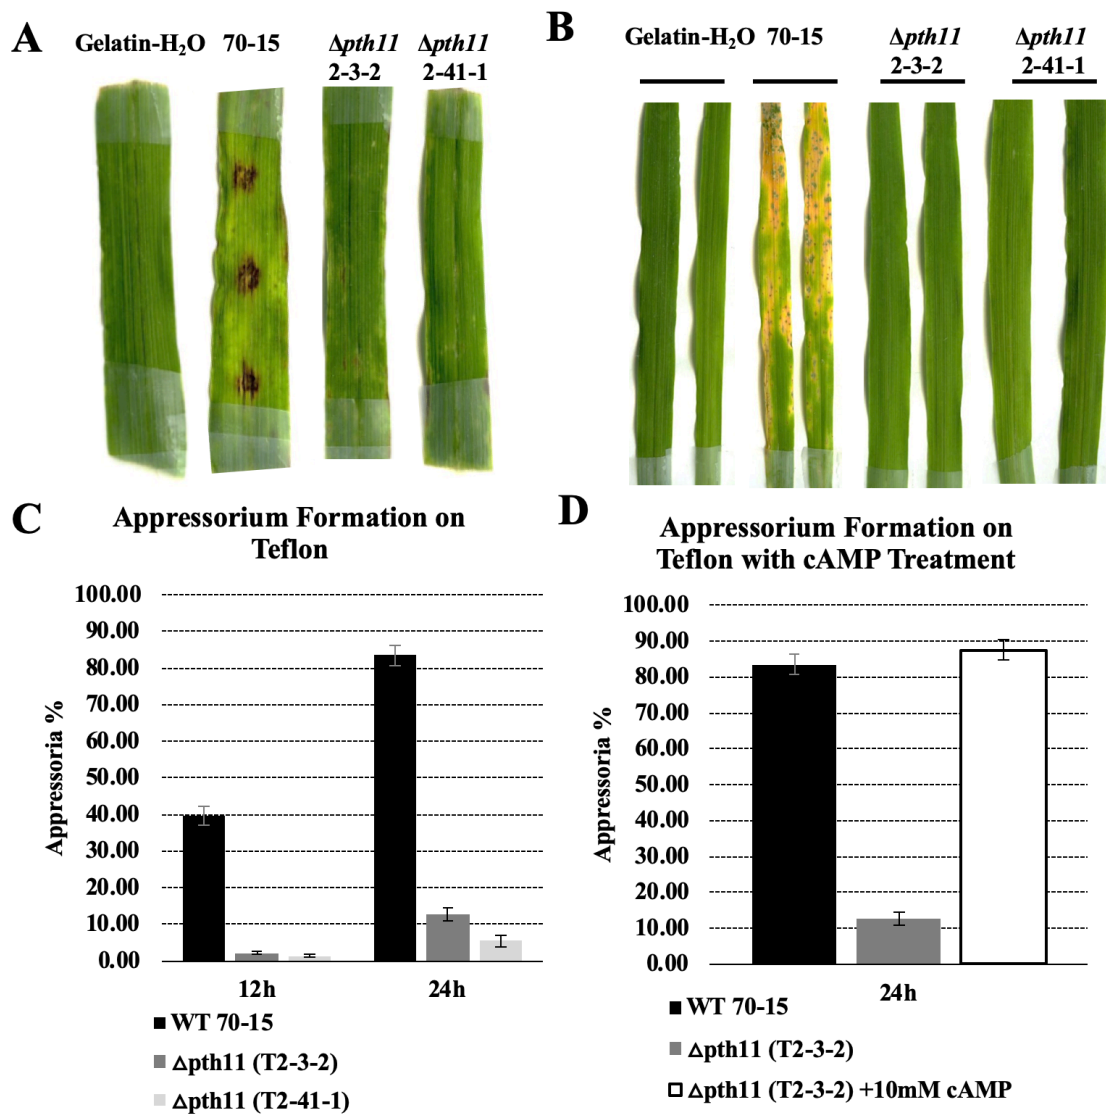 A
Gelatin-H₂O 70-15 Δpth11 Δpth11
2-3-2 2-41-1
B
Gelatin-H₂O 70-15 Δpth11 Δpth11
2-3-2 2-41-1
C
Appressorium Formation on
Teflon
Appressoria %
100.00
90.00
80.00
70.00
60.00
50.00
40.00
30.00
20.00
10.00
0.00
12h 24h
WT 70-15
Δpth11 (T2-3-2)
Δpth11 (T2-41-1)
D
Appressorium Formation on
Teflon with cAMP Treatment
Appressoria %
100.00
90.00
80.00
70.00
60.00
50.00
40.00
30.00
20.00
10.00
0.00
24h
WT 70-15
Δpth11 (T2-3-2)
Δpth11 (T2-3-2) +10mM cAMP